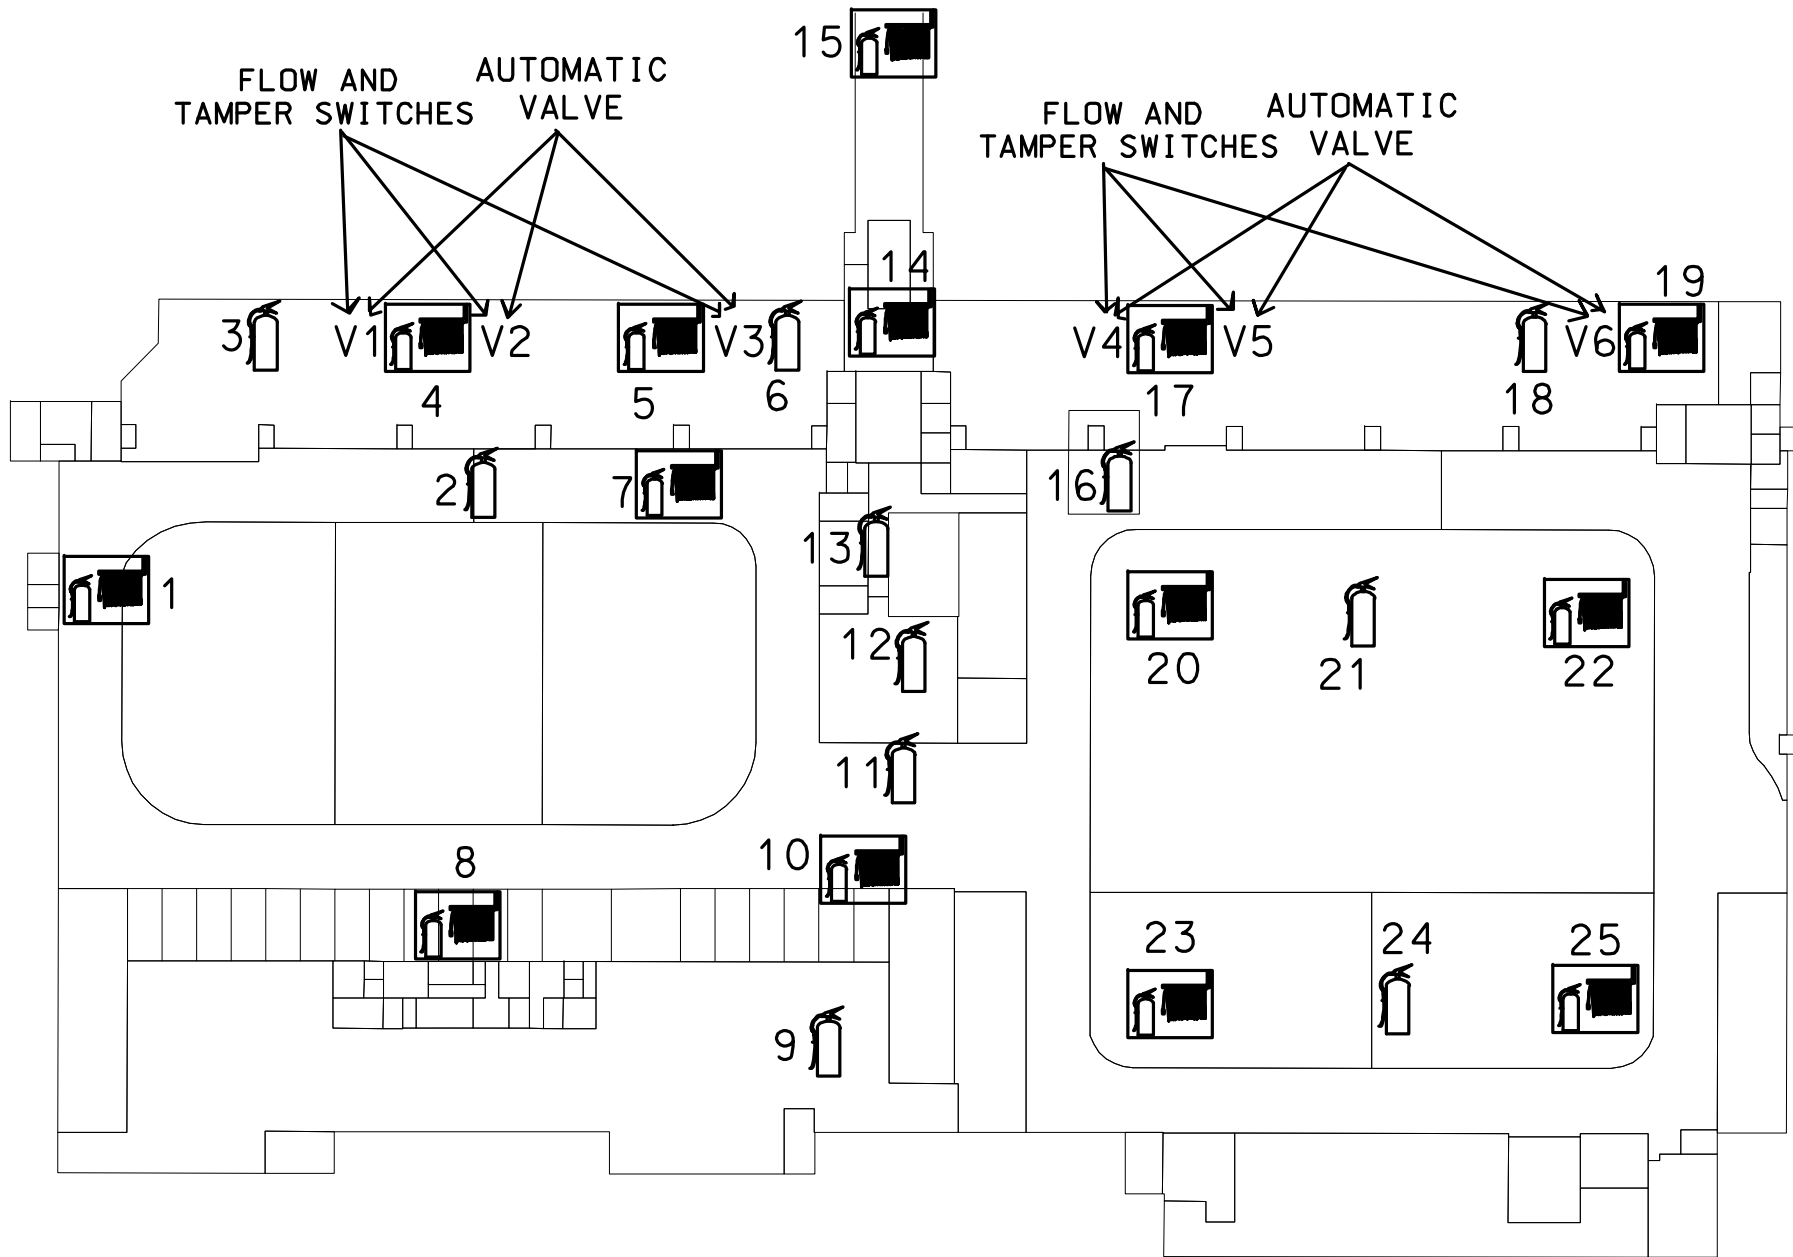 15
FLOW AND
TAMPER SWITCHES
AUTOMATIC
VALVE
FLOW AND
TAMPER SWITCHES
AUTOMATIC
VALVE
14
19
3
V1
V2
V3
V4
V5
V6
4
5
6
17
18
2
7
16
13
1
12
20
21
22
11
8
10
23
24
25
9